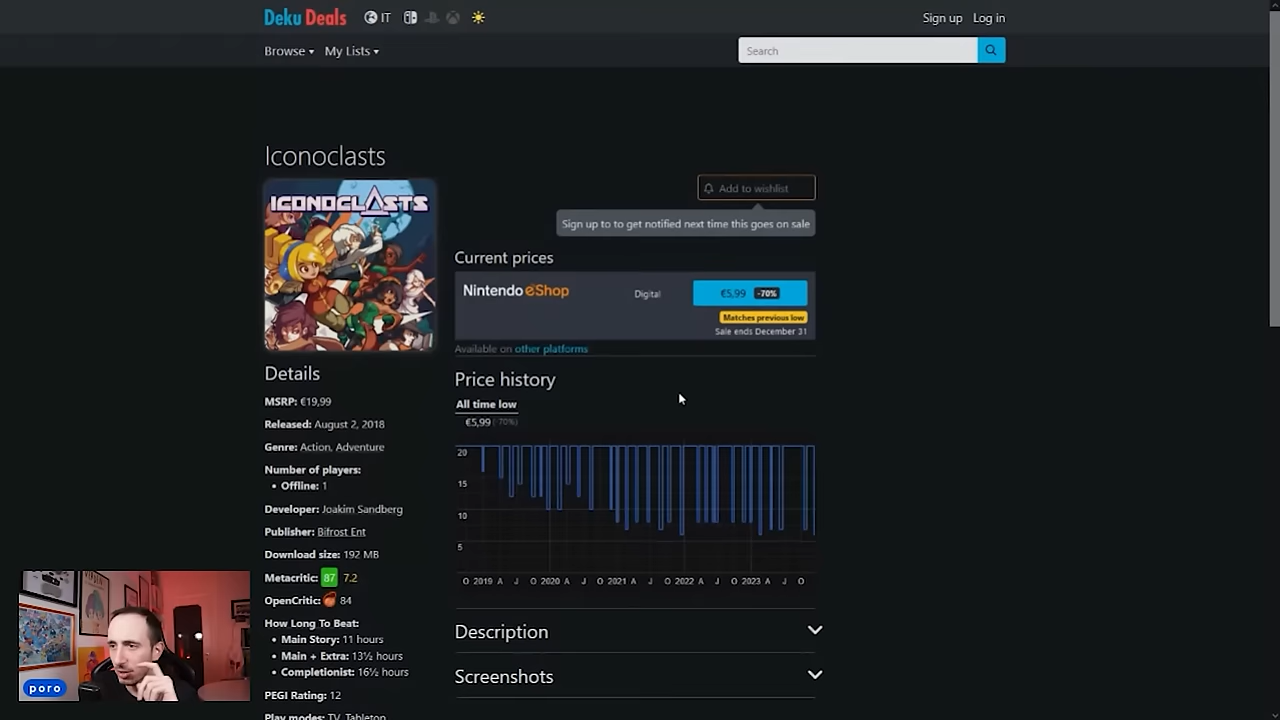 Deku Deals IT
Sign up Log in
Browse My Lists
Search
Iconoclasts
ICONOCLASTS
Add to wishlist
Sign up to to get notified next time this goes on sale
Current prices
Nintendo eShop Digital €5,99 -70%
Matches previous low
Sale ends December 31
Available on other platforms
Price history
All time low
€5,99 (-70%)
20
15
10
5
O 2019 A J O 2020 A J O 2021 A J O 2022 A J O 2023 A J O
Description
Screenshots
Details
MSRP: €19,99
Released: August 2, 2018
Genre: Action, Adventure
Number of players:
• Offline: 1
Developer: Joakim Sandberg
Publisher: Bifrost Ent
Download size: 192 MB
Metacritic: 87 7.2
OpenCritic: 84
How Long To Beat:
• Main Story: 11 hours
• Main + Extra: 13½ hours
• Completionist: 16½ hours
PEGI Rating: 12
Play modes: TV, Tabletop
poro